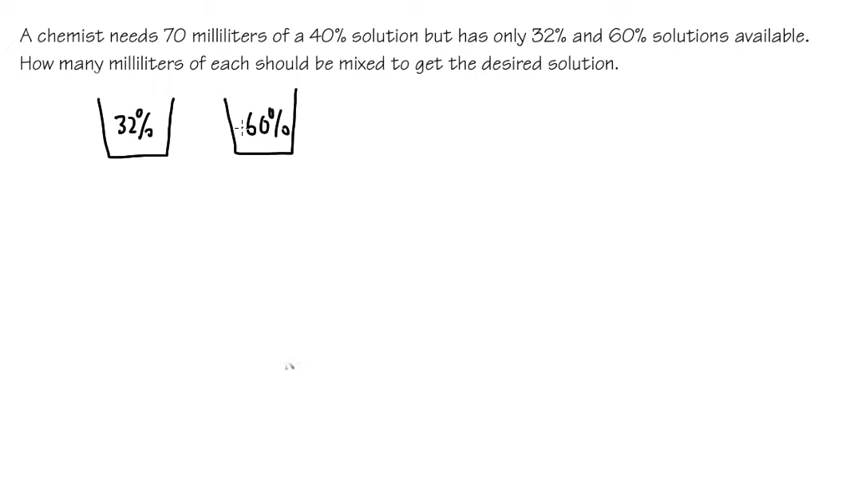 A chemist needs 70 milliliters of a 40% solution but has only 32% and 60% solutions available.
How many milliliters of each should be mixed to get the desired solution.
32% 60%